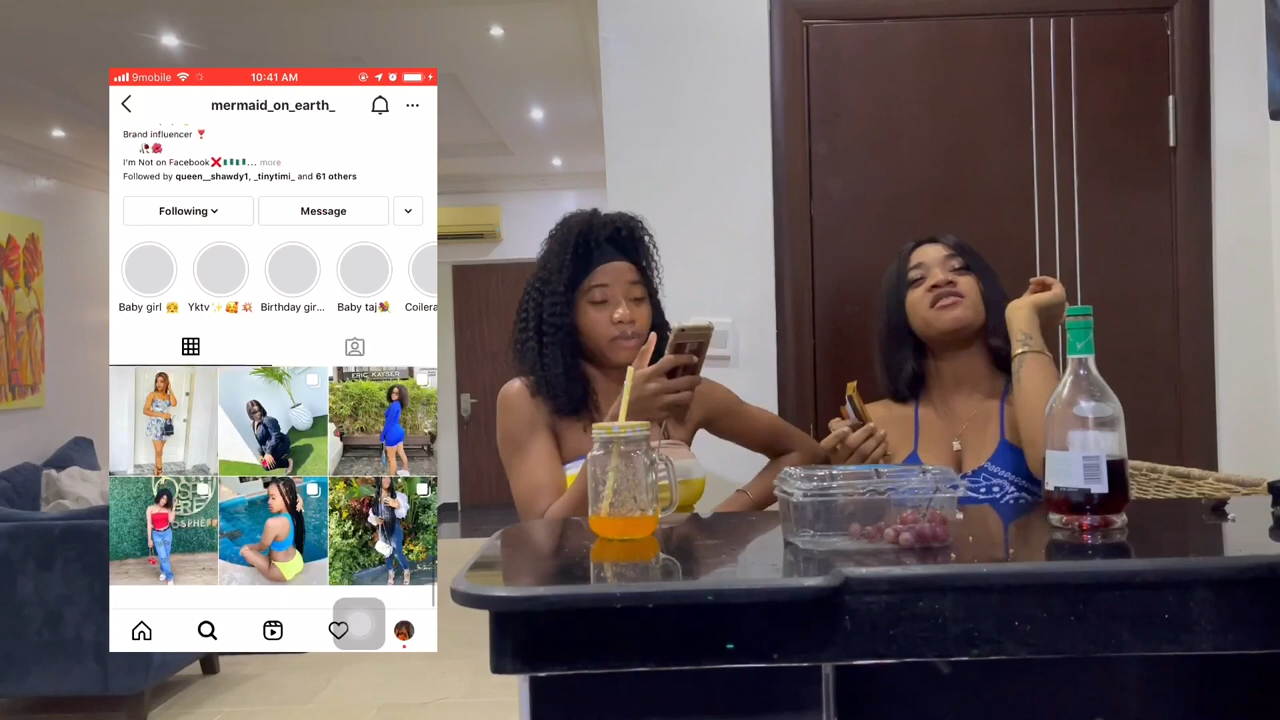 9mobile 10:41 AM
mermaid_on_earth_
Brand influencer ❣️
🥀🌺
I'm Not on Facebook❌🇳🇬🇳🇬... more
Followed by queen__shawdy1, _tinytimi_ and 61 others
Following Message
Baby girl 👧 Yktv✨🥰💥 Birthday gir... Baby taj💃 Coilera
ERIC KAYSER